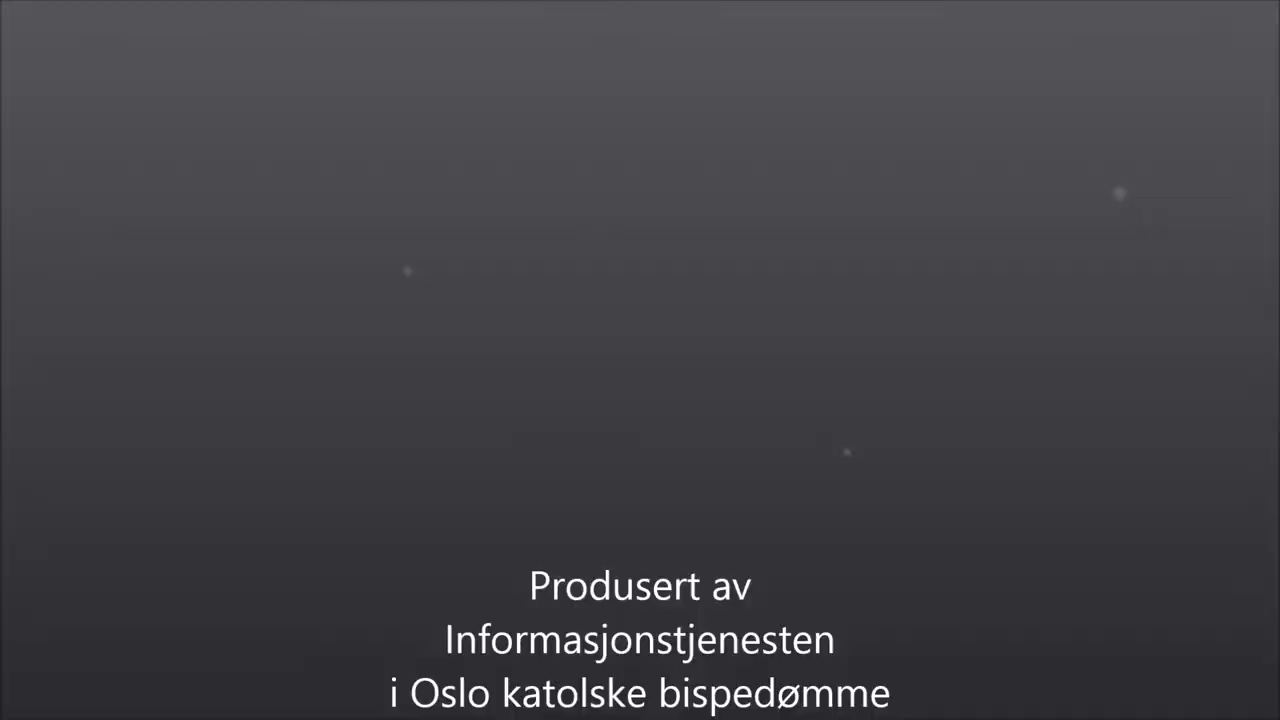 Produsert av
Informasjonstjenesten
i Oslo katolske bispedømme